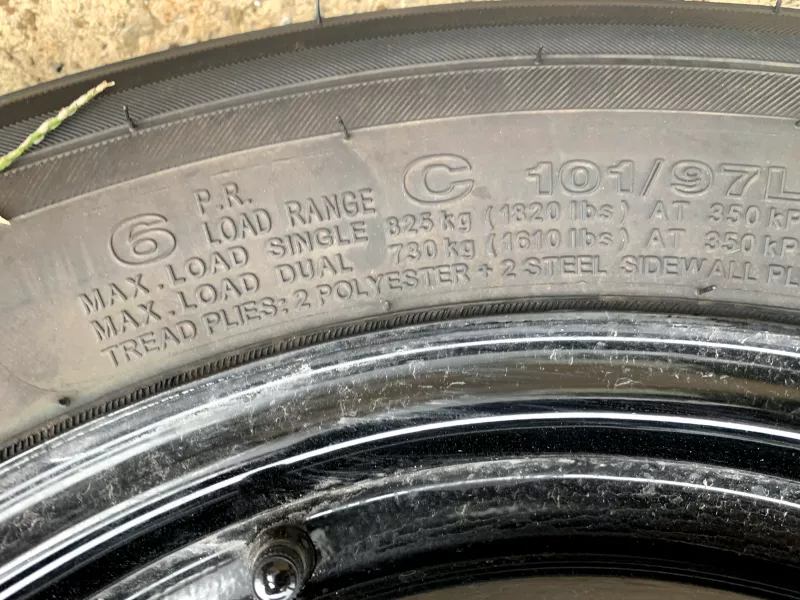 6 P.R.
LOAD RANGE C 101/97L
MAX. LOAD SINGLE 825 kg (1820 lbs) AT 350 kP
MAX. LOAD DUAL 730 kg (1610 lbs) AT 350 kP
TREAD PLIES: 2 POLYESTER + 2 STEEL SIDEWALL PL